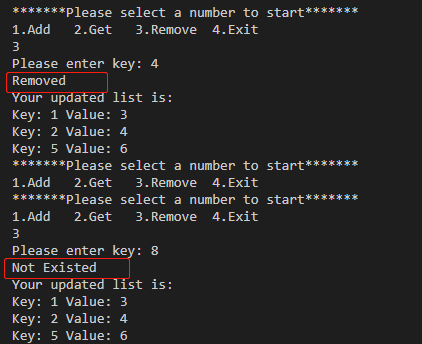 *******Please select a number to start*******
1.Add   2.Get   3.Remove  4.Exit
3
Please enter key: 4
Removed
Your updated list is:
Key: 1 Value: 3
Key: 2 Value: 4
Key: 5 Value: 6
*******Please select a number to start*******
1.Add   2.Get   3.Remove  4.Exit
*******Please select a number to start*******
1.Add   2.Get   3.Remove  4.Exit
3
Please enter key: 8
Not Existed
Your updated list is:
Key: 1 Value: 3
Key: 2 Value: 4
Key: 5 Value: 6